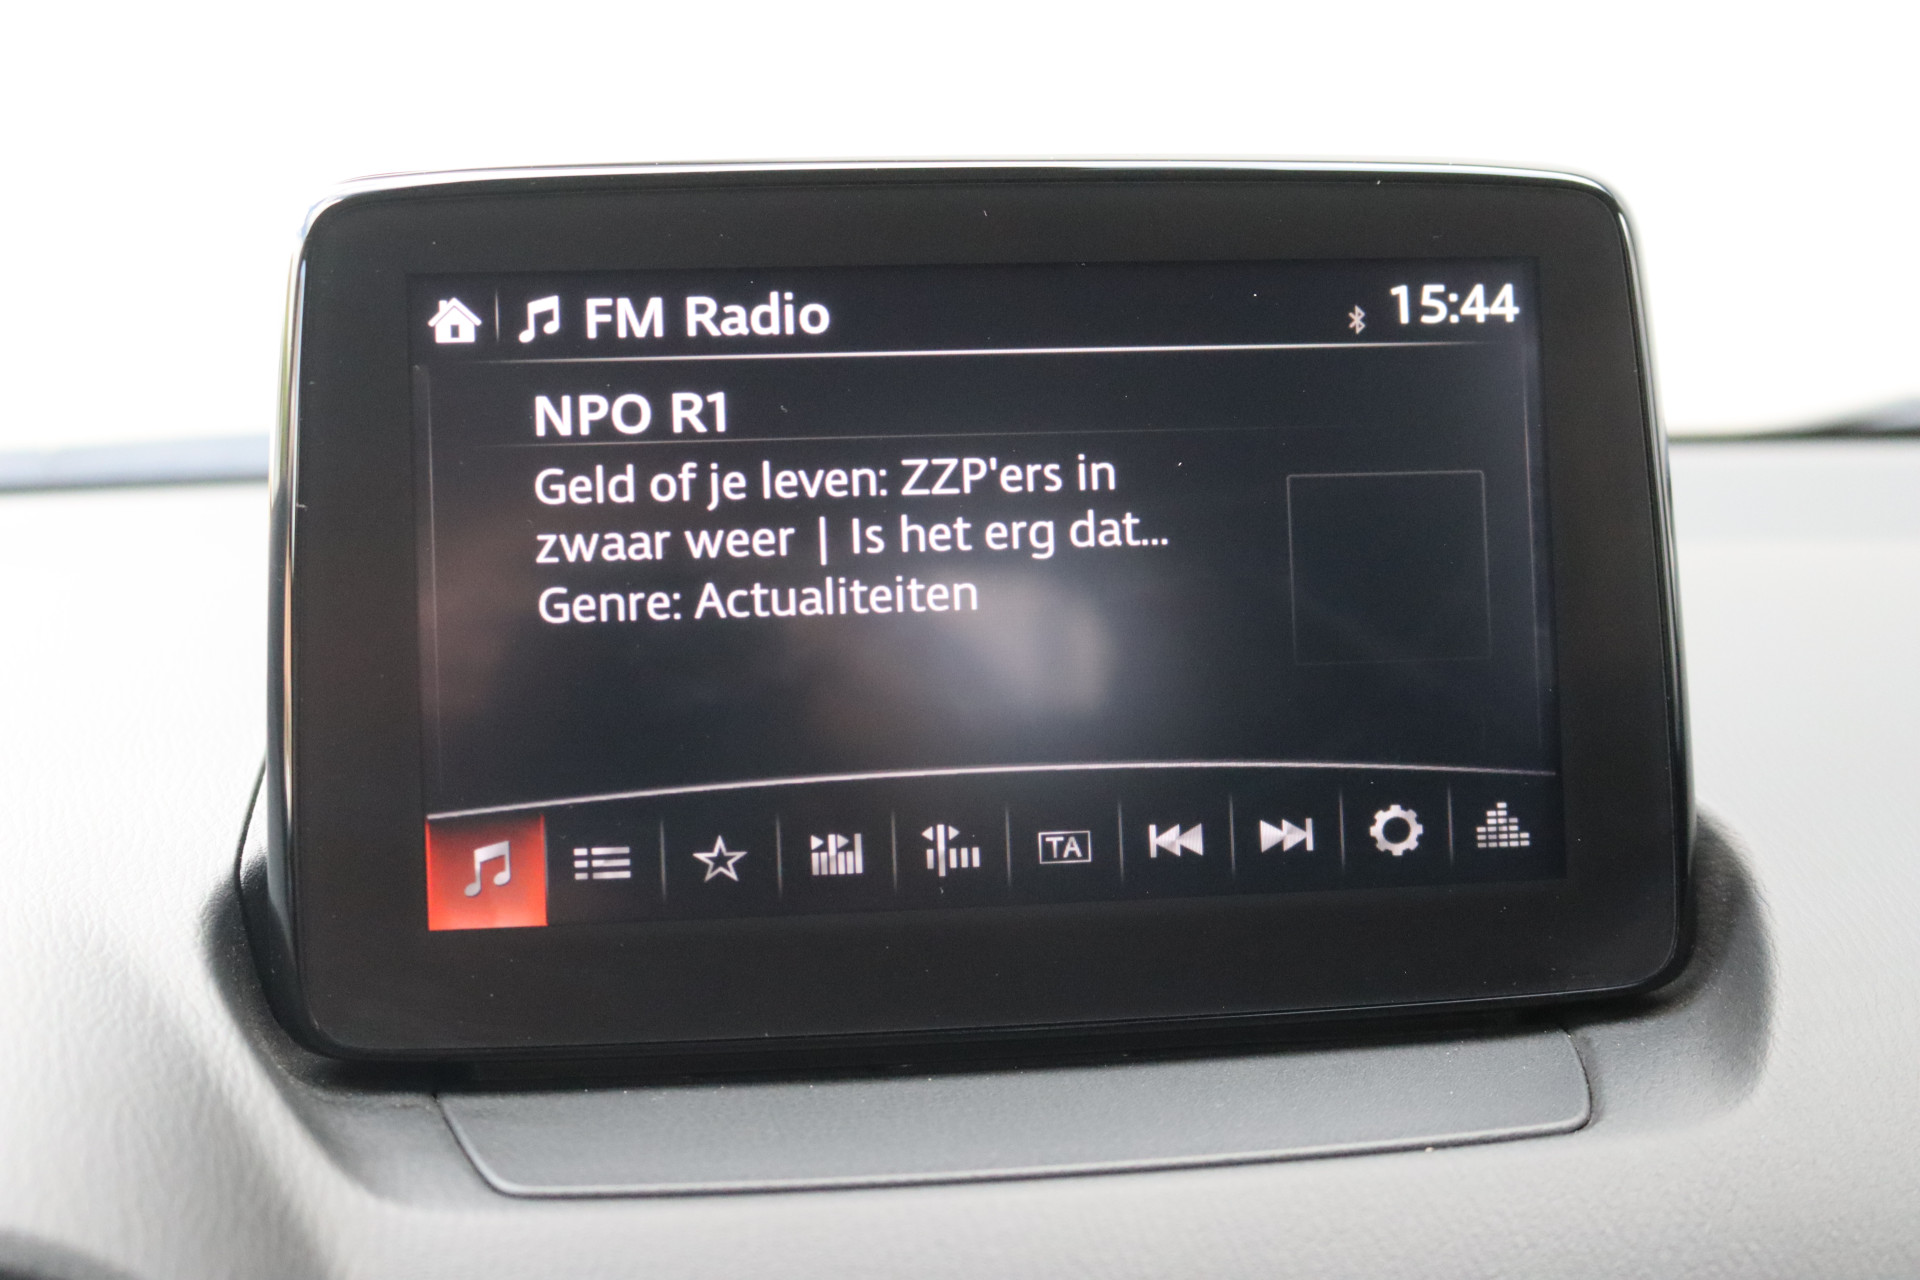 FM Radio
15:44
NPO R1
Geld of je leven: ZZP'ers in
zwaar weer | Is het erg dat...
Genre: Actualiteiten
TA